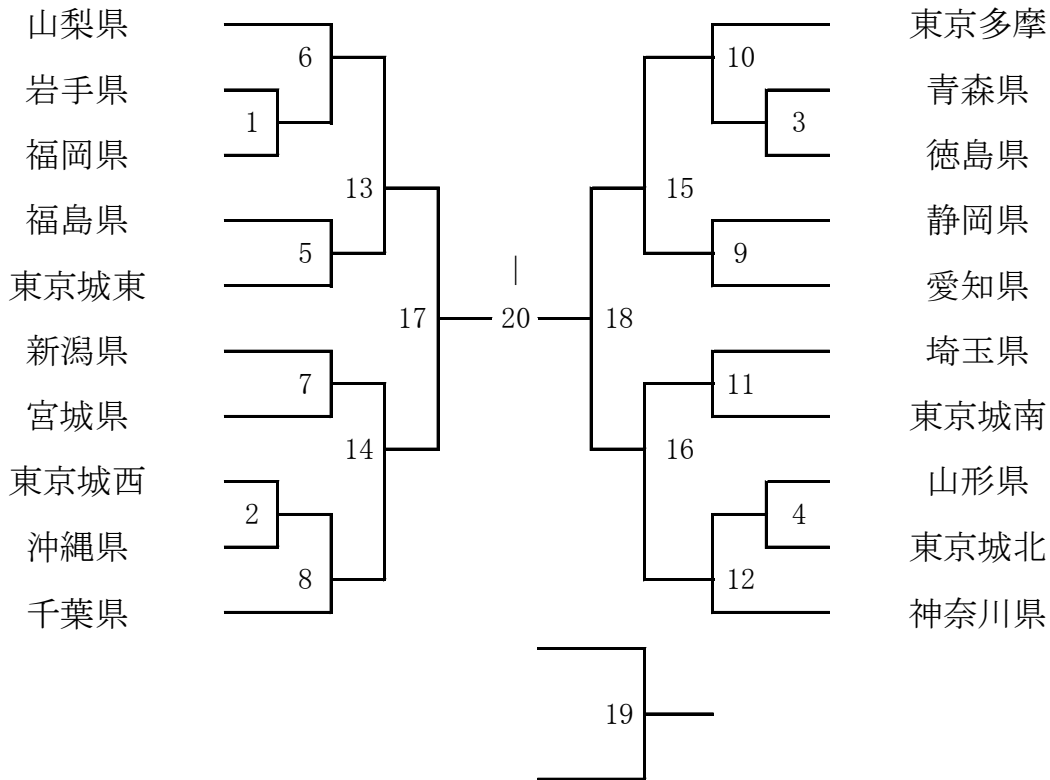 山梨県 東京多摩
6 10
岩手県 青森県
1 3
福岡県 徳島県
13 15
福島県 静岡県
5 9
東京城東 | 愛知県
17 20 18
新潟県 埼玉県
7 11
宮城県 東京城南
14 16
東京城西 山形県
2 4
沖縄県 東京城北
8 12
千葉県 神奈川県
19